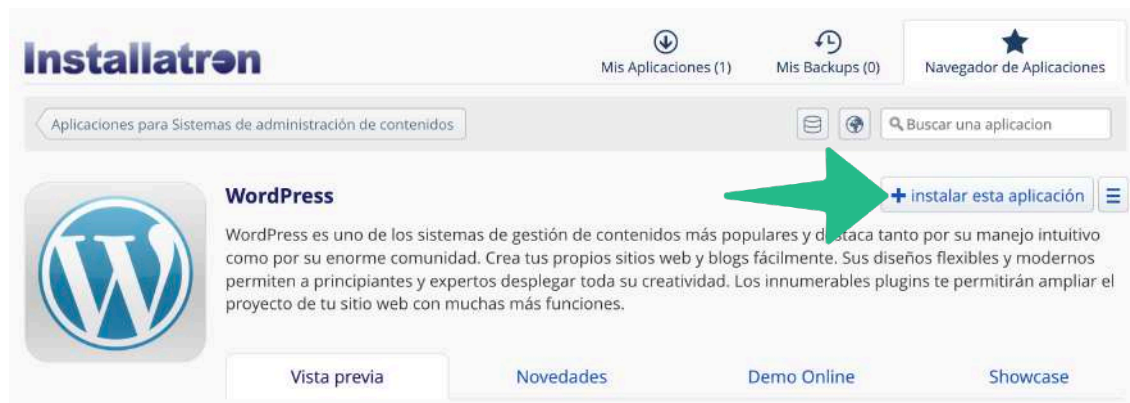 Installatron
Mis Aplicaciones (1)
Mis Backups (0)
Navegador de Aplicaciones
Aplicaciones para Sistemas de administración de contenidos
Buscar una aplicacion
WordPress
+ instalar esta aplicación
WordPress es uno de los sistemas de gestión de contenidos más populares y destaca tanto por su manejo intuitivo
como por su enorme comunidad. Crea tus propios sitios web y blogs fácilmente. Sus diseños flexibles y modernos
permiten a principiantes y expertos desplegar toda su creatividad. Los innumerables plugins te permitirán ampliar el
proyecto de tu sitio web con muchas más funciones.
Vista previa
Novedades
Demo Online
Showcase